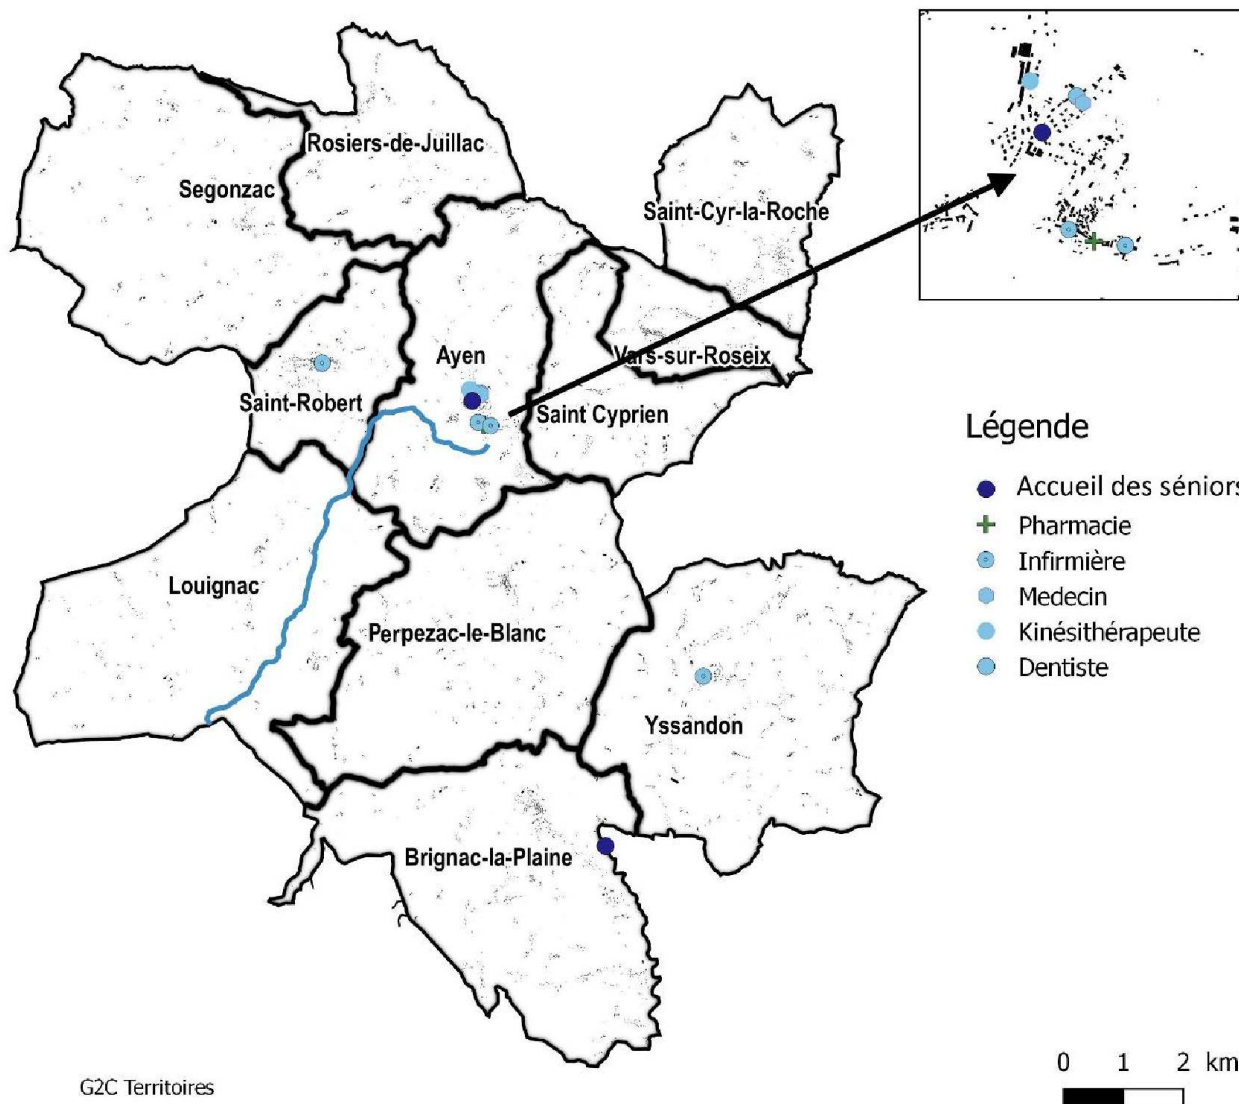 Rosiers-de-Juillac
Segonzac
Saint-Cyr-la-Roche
Ayen
Vars-sur-Roseix
Saint-Robert
Saint Cyprien
Légende
Accueil des séniors
Pharmacie
Infirmière
Medecin
Kinésithérapeute
Dentiste
Louignac
Perpezac-le-Blanc
Yssandon
Brignac-la-Plaine
0 1 2 km
G2C Territoires